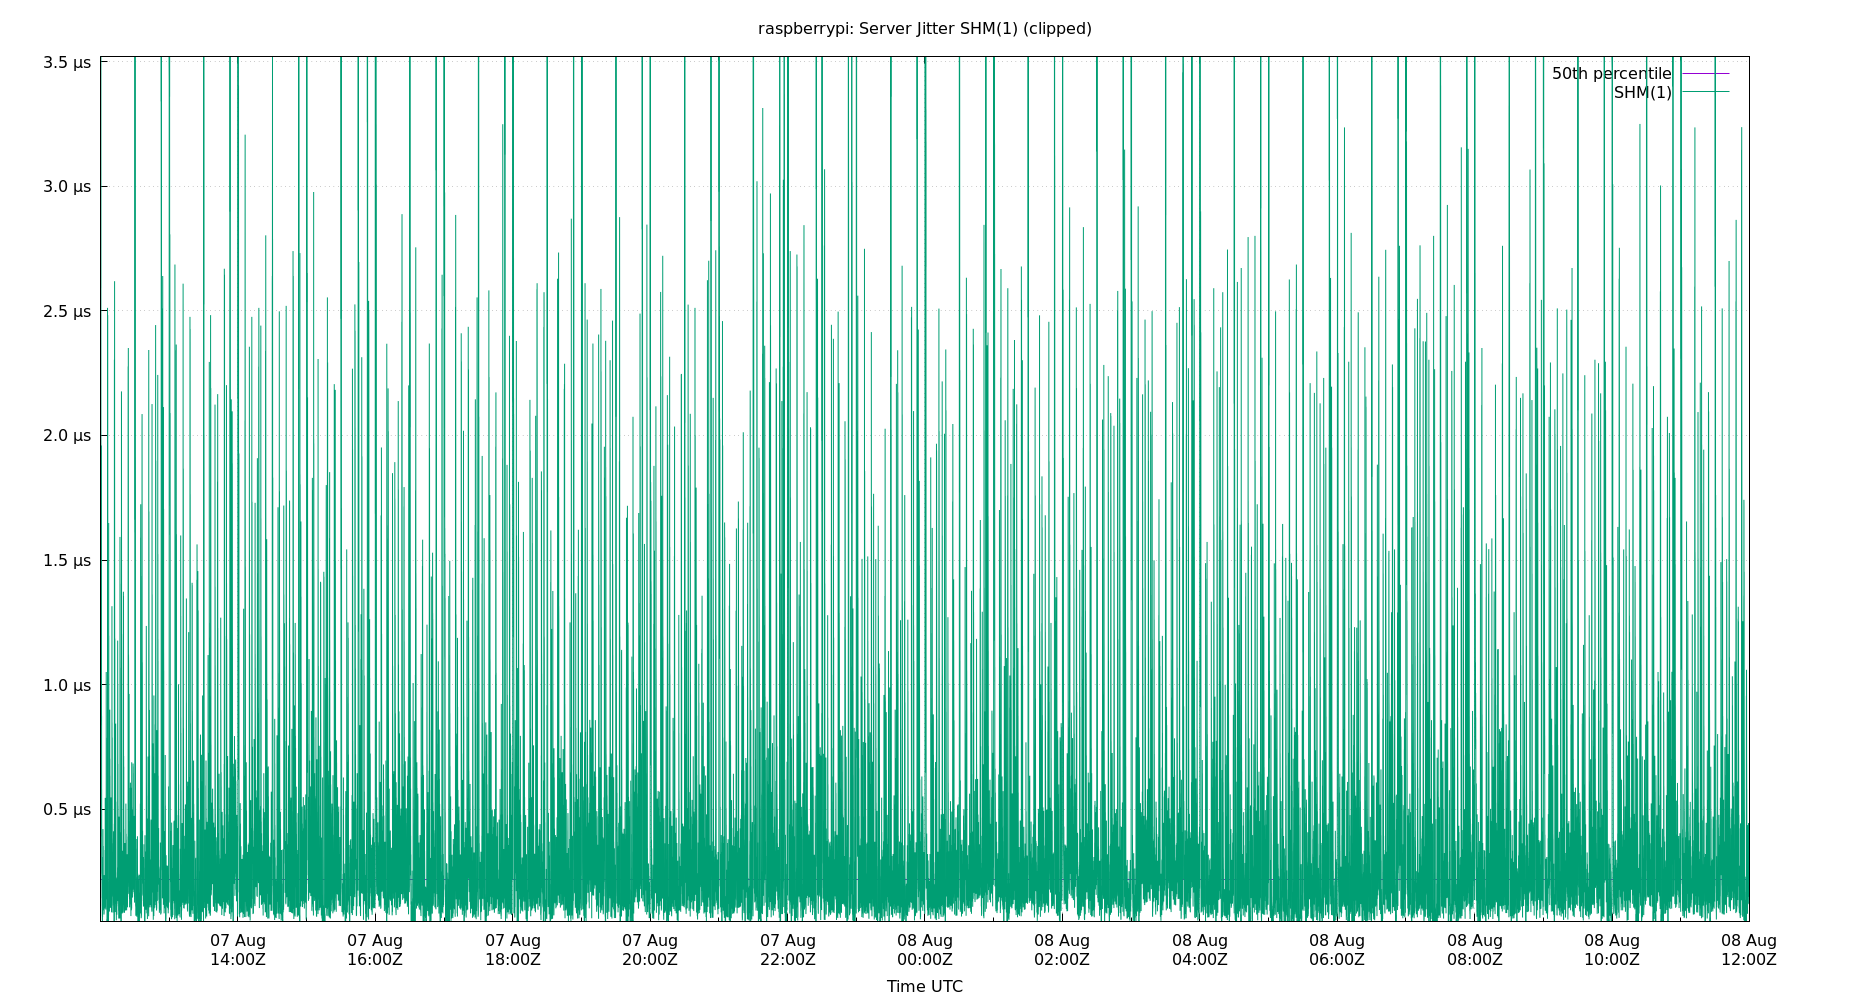 raspberrypi: Server Jitter SHM(1) (clipped)
50th percentile
SHM(1)
3.5 µs
3.0 µs
2.5 µs
2.0 µs
1.5 µs
1.0 µs
0.5 µs
07 Aug 07 Aug 07 Aug 07 Aug 07 Aug 08 Aug 08 Aug 08 Aug 08 Aug 08 Aug 08 Aug 08 Aug
14:00Z 16:00Z 18:00Z 20:00Z 22:00Z 00:00Z 02:00Z 04:00Z 06:00Z 08:00Z 10:00Z 12:00Z
Time UTC